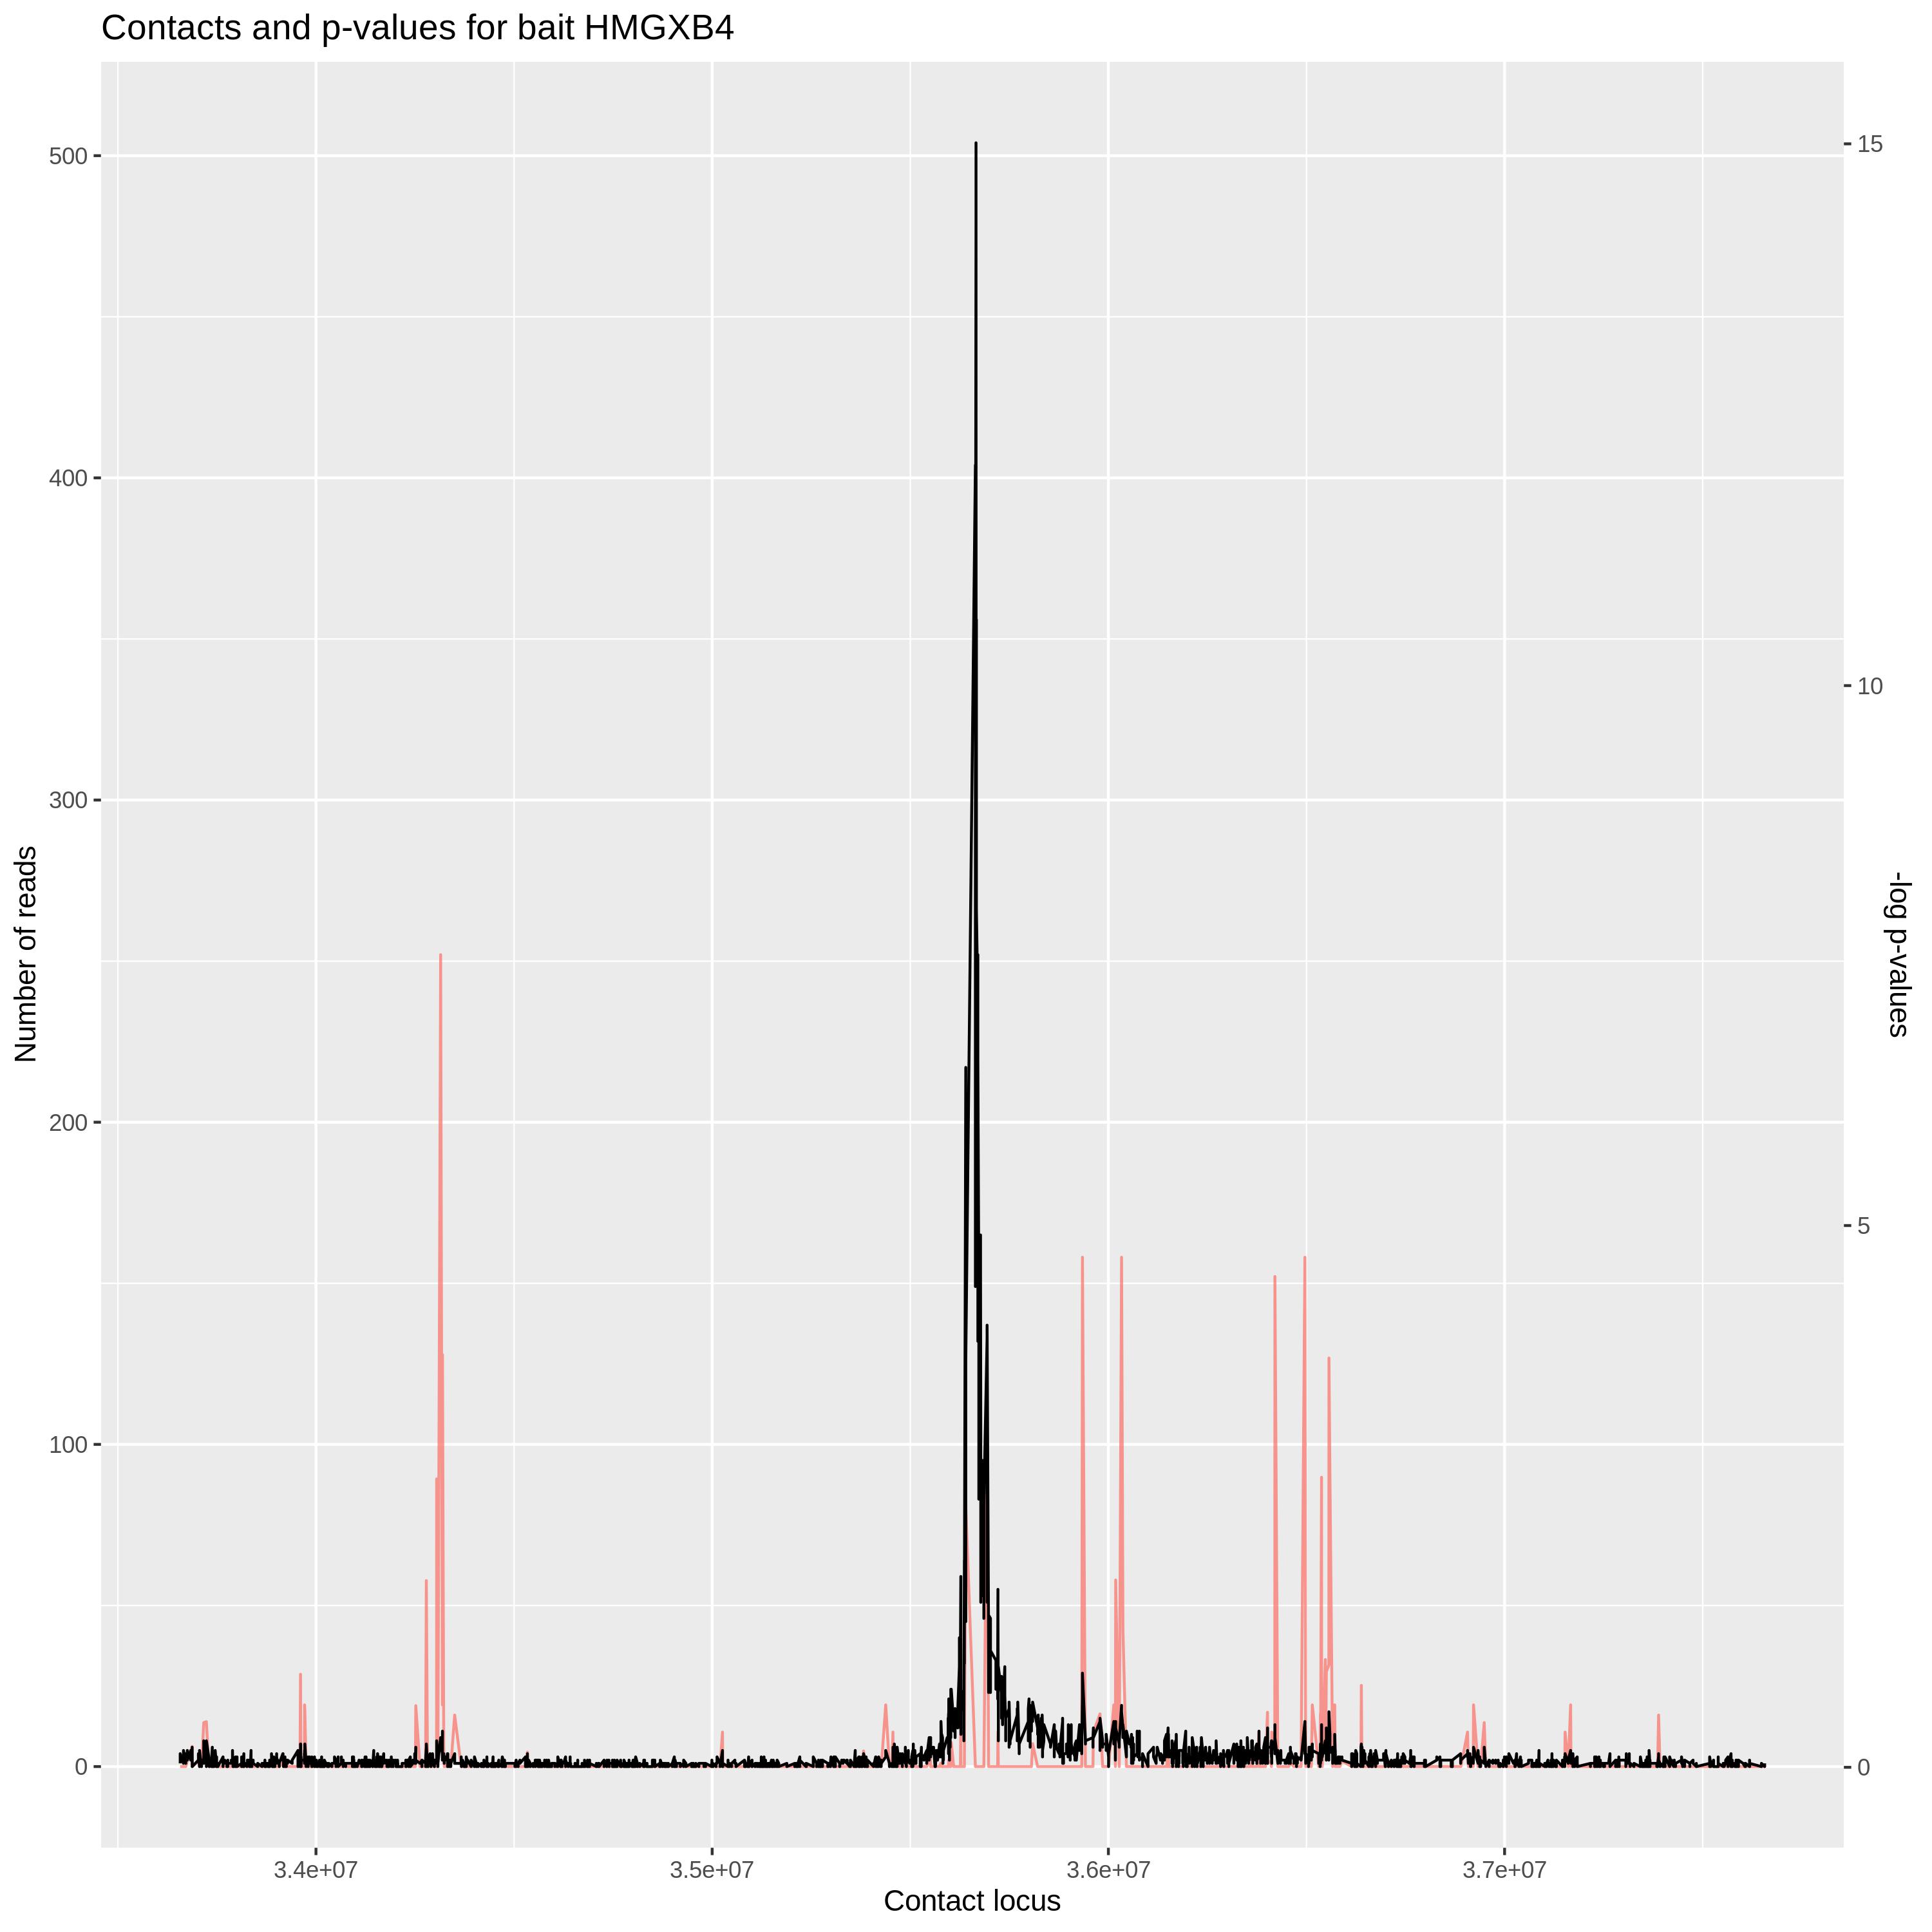 Contacts and p-values for bait HMGXB4
500
400
300
200
100
0
Number of reads
15
10
5
0
-log p-values
3.4e+07
3.5e+07
3.6e+07
3.7e+07
Contact locus